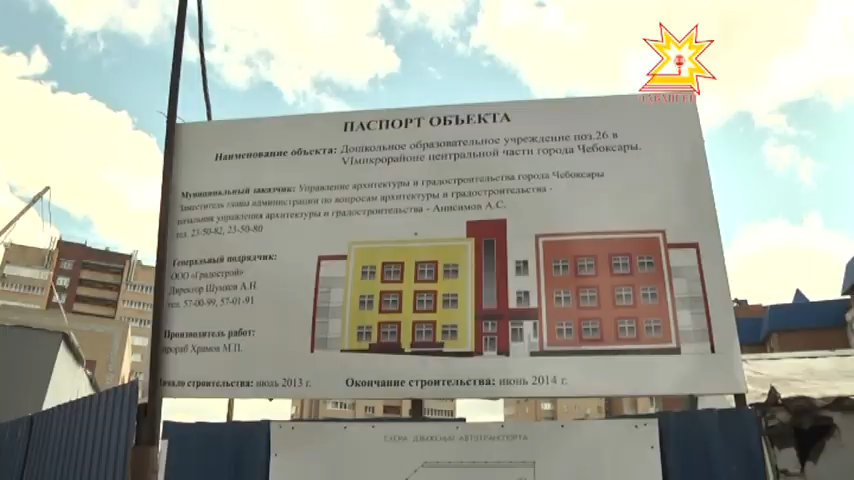 ПАСПОРТ ОБЪЕКТА
Наименование объекта: Дошкольное образовательное учреждение поз.26 в
VIмикрорайоне центральной части города Чебоксары.
Муниципальный заказчик: Управление архитектуры и градостроительства города Чебоксары
Заместитель главы администрации по вопросам архитектуры и градостроительства -
начальник управления архитектуры и градостроительства - Анисимов А.С.
тел. 23-50-82, 23-50-80
Генеральный подрядчик:
ООО «Градострой»
Директор Шумков А.Н
тел. 57-00-99, 57-01-91
Производитель работ:
прораб Храмов М.П.
Начало строительства: июль 2013 г.
Окончание строительства: июнь 2014 г.
СХЕМА ДВИЖЕНИЯ АВТОТРАНСПОРТА